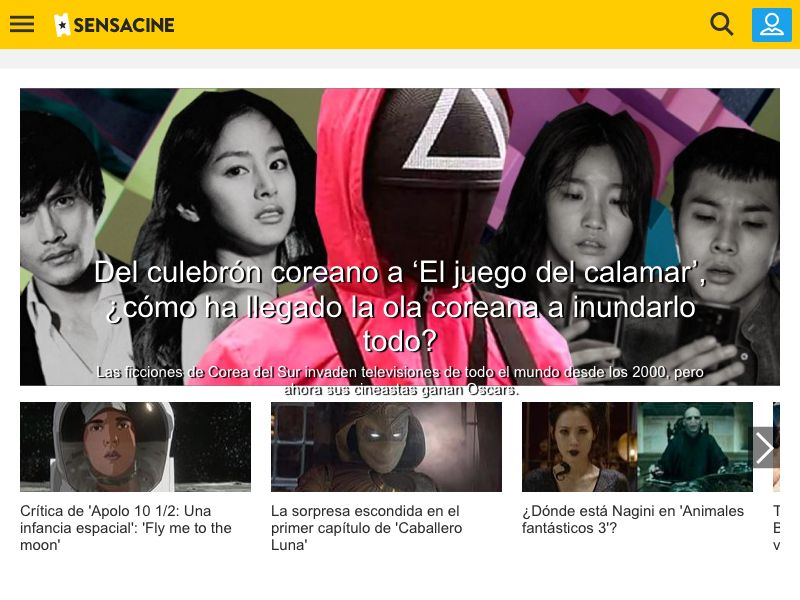 SENSACINE
Del culebrón coreano a ‘El juego del calamar’,
¿cómo ha llegado la ola coreana a inundarlo
todo?
Las ficciones de Corea del Sur invaden televisiones de todo el mundo desde los 2000, pero
ahora sus cineastas ganan Oscars.
Crítica de 'Apolo 10 1/2: Una
infancia espacial': 'Fly me to the
moon'
La sorpresa escondida en el
primer capítulo de 'Caballero
Luna'
¿Dónde está Nagini en 'Animales
fantásticos 3'?